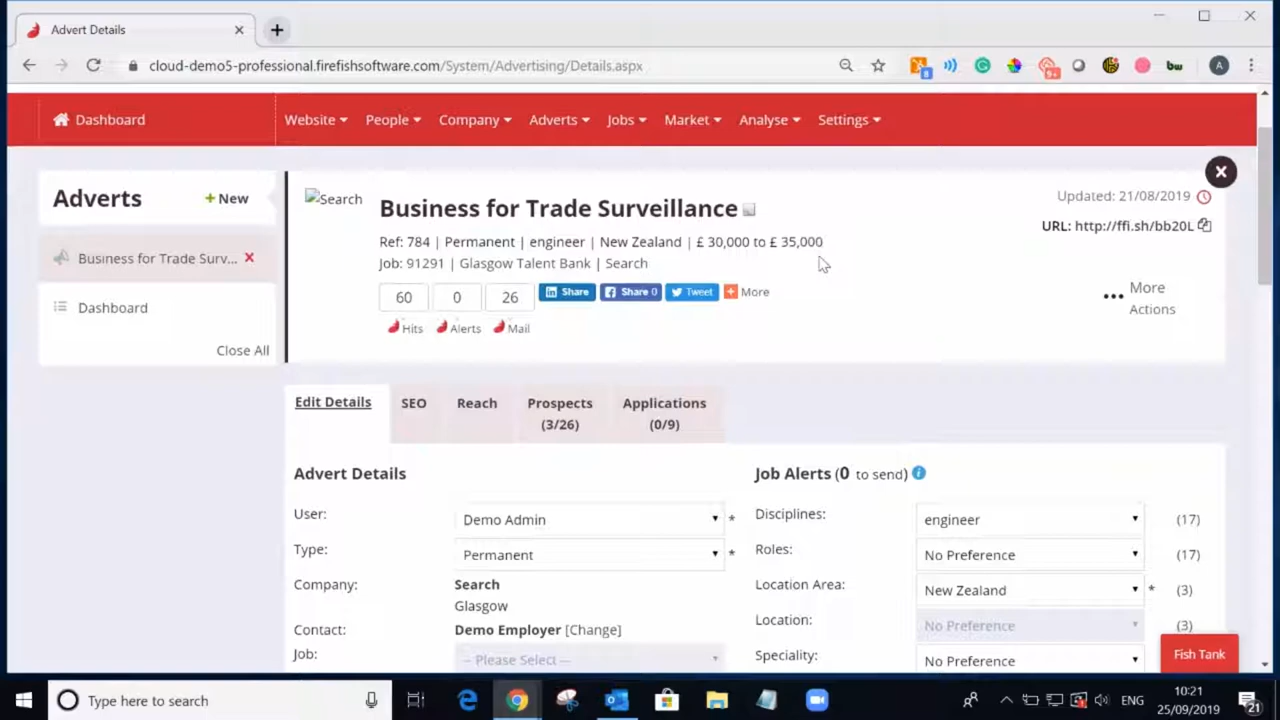 Advert Details
cloud-demo5-professional.firefishsoftware.com/System/Advertising/Details.aspx
8
9+
bw
A
Dashboard
Website
People
Company
Adverts
Jobs
Market
Analyse
Settings
Adverts
+ New
Business for Trade Surv...
Dashboard
Close All
Search
Business for Trade Surveillance
Ref: 784 | Permanent | engineer | New Zealand | £ 30,000 to £ 35,000
Job: 91291 | Glasgow Talent Bank | Search
60 0 26
Share
Share 0
Tweet
More
Hits Alerts Mail
Updated: 21/08/2019
URL: http://ffi.sh/bb20L
More
Actions
Edit Details
SEO
Reach
Prospects
(3/26)
Applications
(0/9)
Advert Details
User: Demo Admin *
Type: Permanent *
Company: Search
Glasgow
Contact: Demo Employer [Change]
Job: -- Please Select --
Job Alerts (0 to send)
Disciplines: engineer (17)
Roles: No Preference (17)
Location Area: New Zealand * (3)
Location: No Preference (3)
Speciality: No Preference
Fish Tank
Type here to search
ENG
10:21
25/09/2019
21